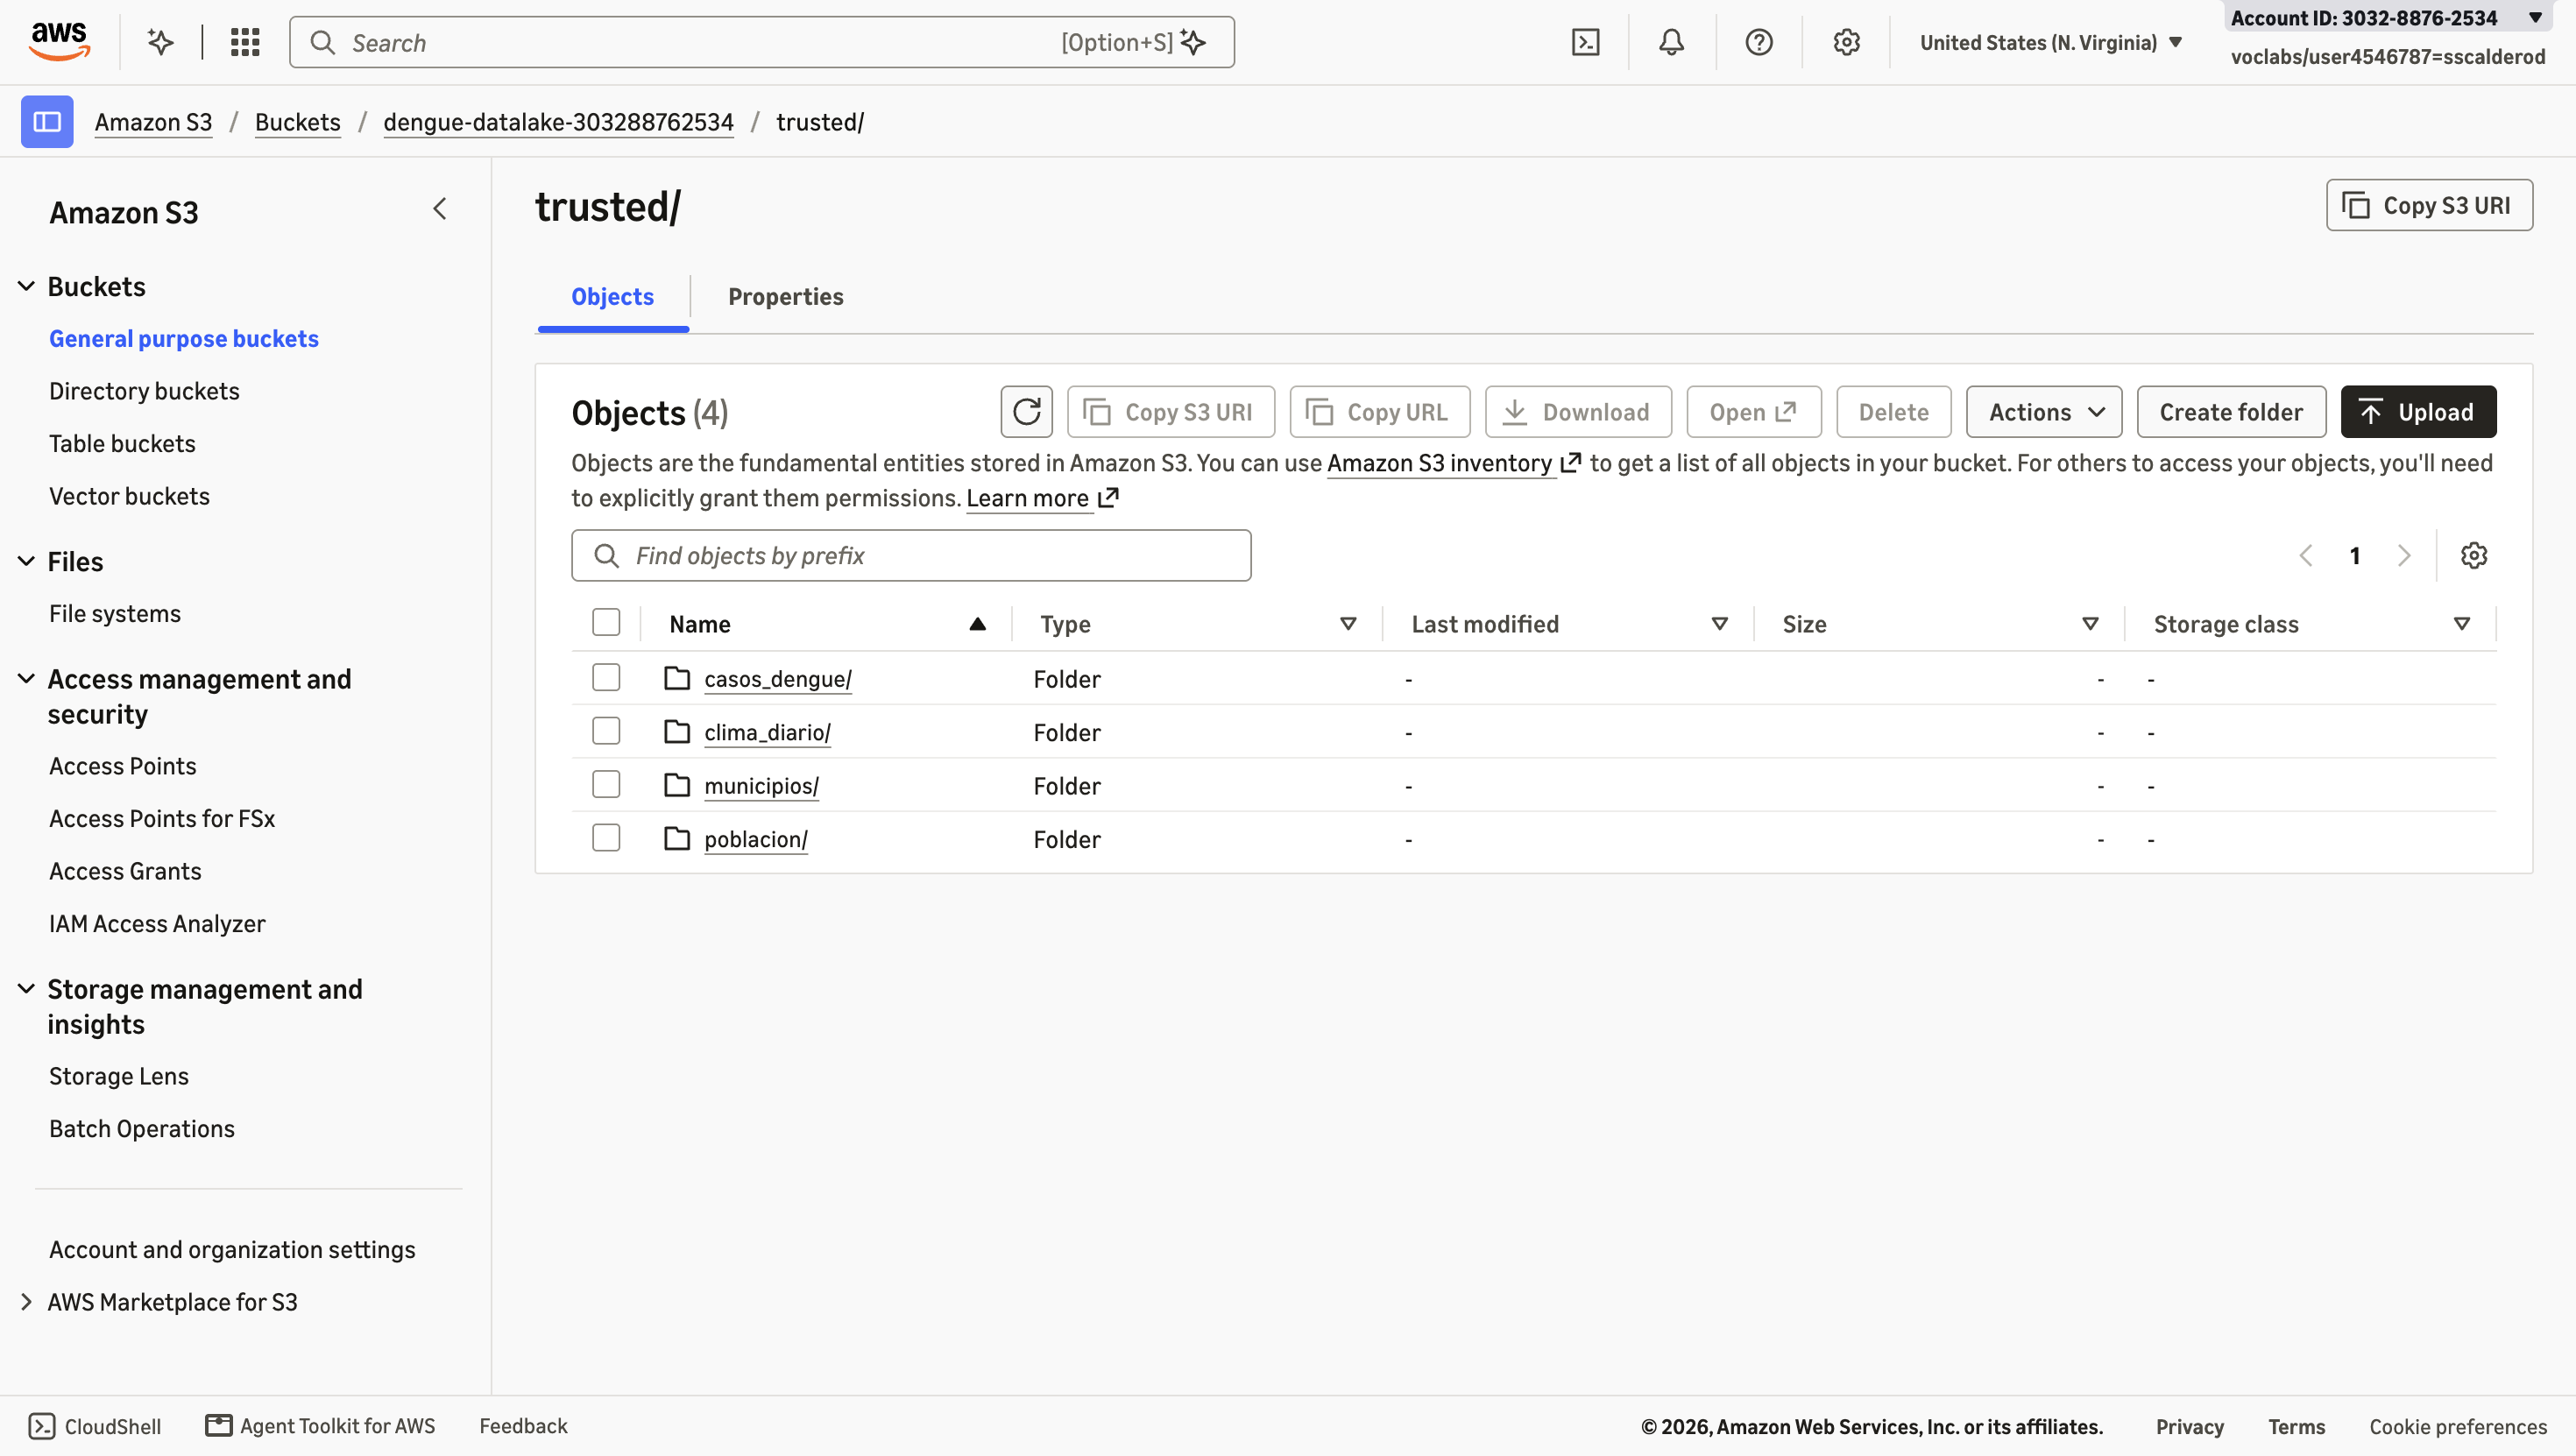 aws
Search [Option+S]
United States (N. Virginia)
Account ID: 3032-8876-2534
voclabs/user4546787=sscalderod
Amazon S3 / Buckets / dengue-datalake-303288762534 / trusted/
Amazon S3
Buckets
General purpose buckets
Directory buckets
Table buckets
Vector buckets
Files
File systems
Access management and
security
Access Points
Access Points for FSx
Access Grants
IAM Access Analyzer
Storage management and
insights
Storage Lens
Batch Operations
Account and organization settings
AWS Marketplace for S3
trusted/
Copy S3 URI
Objects
Properties
Objects (4)
Copy S3 URI
Copy URL
Download
Open
Delete
Actions
Create folder
Upload
Objects are the fundamental entities stored in Amazon S3. You can use Amazon S3 inventory to get a list of all objects in your bucket. For others to access your objects, you'll need
to explicitly grant them permissions. Learn more
Find objects by prefix
1
Name Type Last modified Size Storage class
casos_dengue/ Folder - - -
clima_diario/ Folder - - -
municipios/ Folder - - -
poblacion/ Folder - - -
CloudShell
Agent Toolkit for AWS
Feedback
© 2026, Amazon Web Services, Inc. or its affiliates.
Privacy
Terms
Cookie preferences